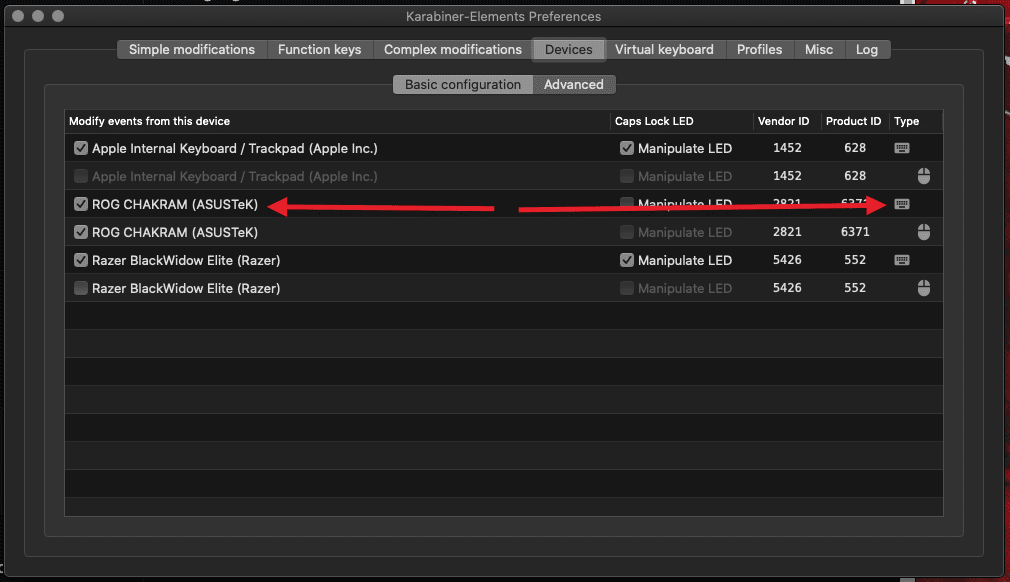 Karabiner-Elements Preferences
Simple modifications Function keys Complex modifications Devices Virtual keyboard Profiles Misc Log
Basic configuration Advanced
Modify events from this device Caps Lock LED Vendor ID Product ID Type
Apple Internal Keyboard / Trackpad (Apple Inc.) Manipulate LED 1452 628
Apple Internal Keyboard / Trackpad (Apple Inc.) Manipulate LED 1452 628
ROG CHAKRAM (ASUSTeK) Manipulate LED 2821 6371
ROG CHAKRAM (ASUSTeK) Manipulate LED 2821 6371
Razer BlackWidow Elite (Razer) Manipulate LED 5426 552
Razer BlackWidow Elite (Razer) Manipulate LED 5426 552